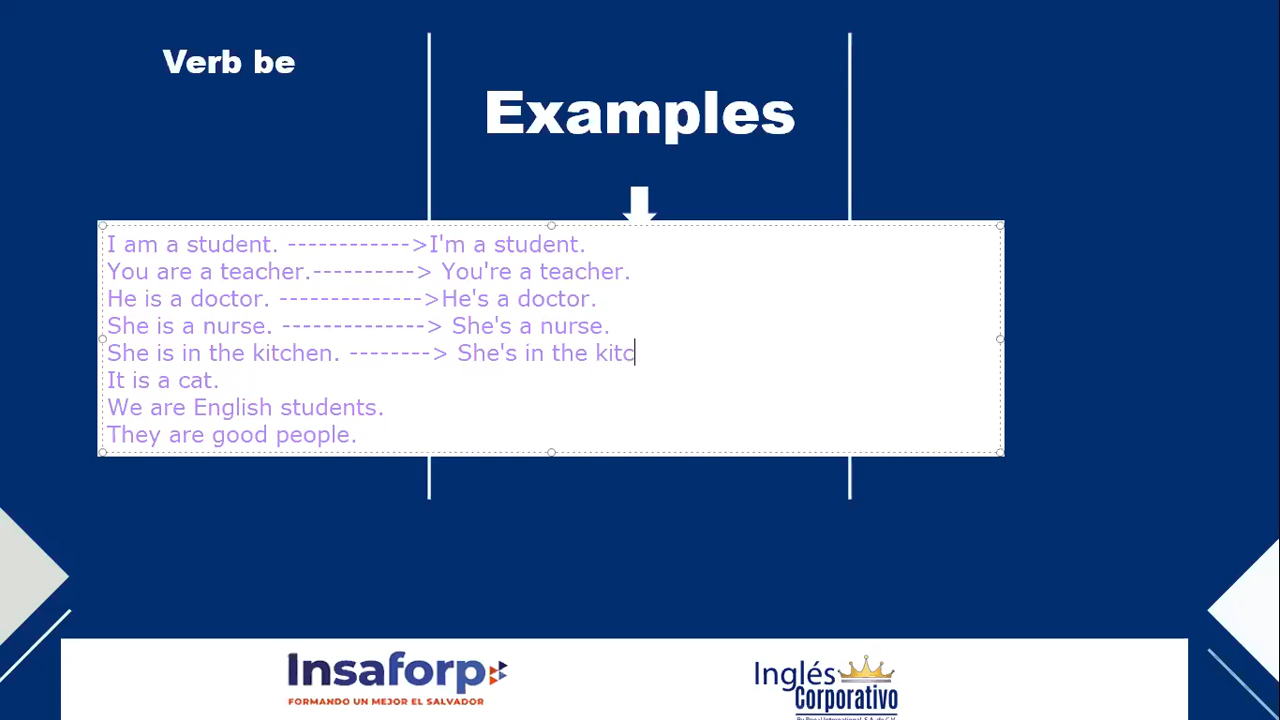 Verb be
Examples
I am a student. ------------>I'm a student.
You are a teacher.----------> You're a teacher.
He is a doctor. -------------->He's a doctor.
She is a nurse. --------------> She's a nurse.
She is in the kitchen. --------> She's in the kitc
It is a cat.
We are English students.
They are good people.
Insaforp
FORMANDO UN MEJOR EL SALVADOR
Inglés
Corporativo